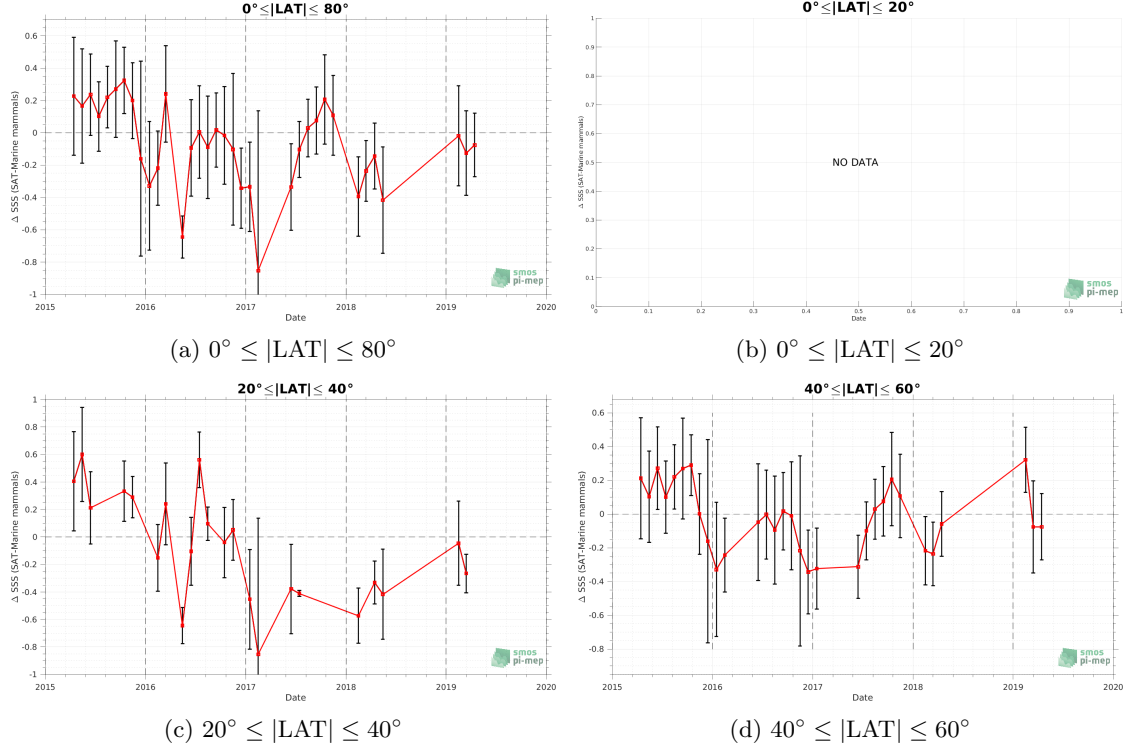 0°≤|LAT|≤ 80°
Δ SSS (SAT-Marine mammals)
0.6
0.4
0.2
0
-0.2
-0.4
-0.6
-0.8
-1
2015
2016
2017
2018
2019
2020
Date
smos
pi-mep
(a) 0° ≤ |LAT| ≤ 80°
0°≤|LAT|≤ 20°
Δ SSS (SAT-Marine mammals)
1
0.9
0.8
0.7
0.6
0.5
0.4
0.3
0.2
0.1
0
NO DATA
0
0.1
0.2
0.3
0.4
0.5
0.6
0.7
0.8
0.9
1
Date
smos
pi-mep
(b) 0° ≤ |LAT| ≤ 20°
20°≤|LAT|≤ 40°
Δ SSS (SAT-Marine mammals)
1
0.8
0.6
0.4
0.2
0
-0.2
-0.4
-0.6
-0.8
-1
2015
2016
2017
2018
2019
2020
Date
smos
pi-mep
(c) 20° ≤ |LAT| ≤ 40°
40°≤|LAT|≤ 60°
Δ SSS (SAT-Marine mammals)
0.6
0.4
0.2
0
-0.2
-0.4
-0.6
-0.8
2015
2016
2017
2018
2019
2020
Date
smos
pi-mep
(d) 40° ≤ |LAT| ≤ 60°